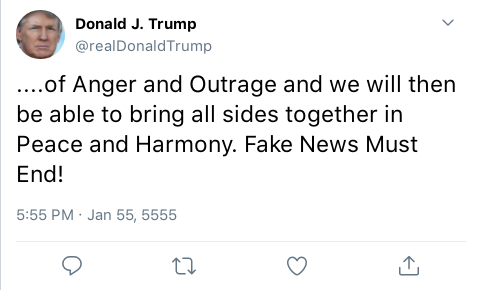 Donald J. Trump
@realDonaldTrump
....of Anger and Outrage and we will then
be able to bring all sides together in
Peace and Harmony. Fake News Must
End!
5:55 PM · Jan 55, 5555